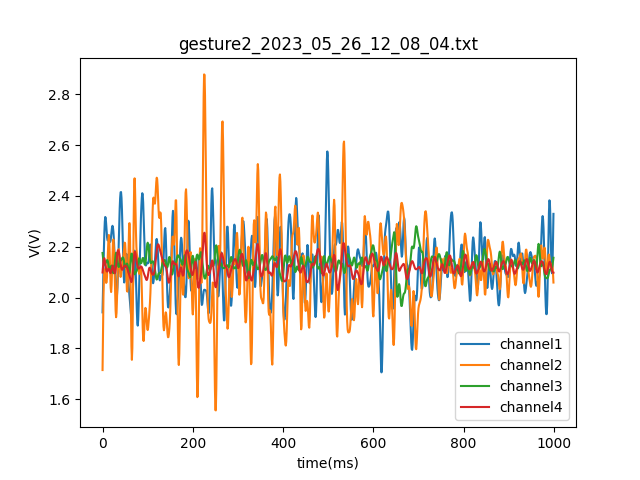 gesture2_2023_05_26_12_08_04.txt
2.8
2.6
2.4
2.2
2.0
1.8
1.6
V(V)
channel1
channel2
channel3
channel4
0 200 400 600 800 1000
time(ms)